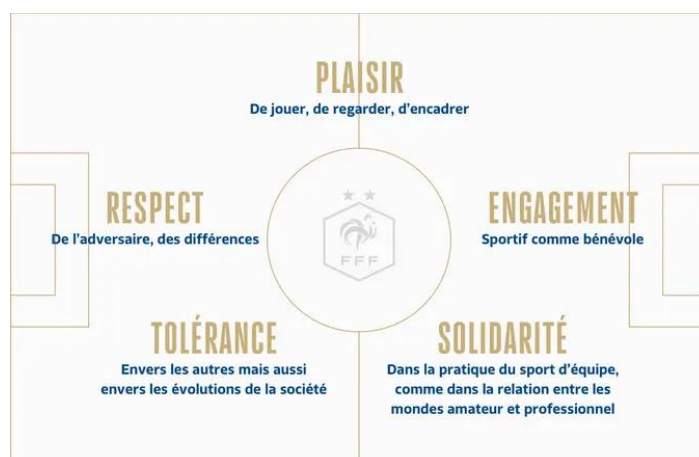 PLAISIR
De jouer, de regarder, d'encadrer
RESPECT
De l'adversaire, des différences
ENGAGEMENT
Sportif comme bénévole
FFF
TOLÉRANCE
Envers les autres mais aussi
envers les évolutions de la société
SOLIDARITÉ
Dans la pratique du sport d'équipe,
comme dans la relation entre les
mondes amateur et professionnel